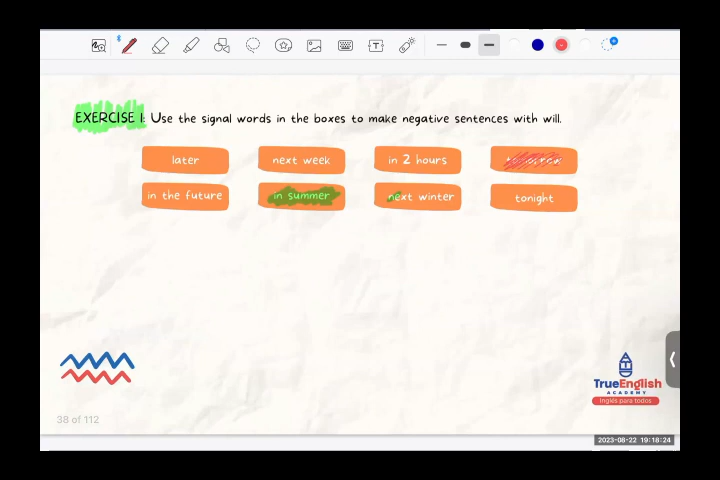 EXERCISE 1: Use the signal words in the boxes to make negative sentences with will.
later next week in 2 hours
in the future in summer next winter tonight
TrueEnglish
ACADEMY
Inglés para todos
38 of 112
2023-08-22 19:18:24